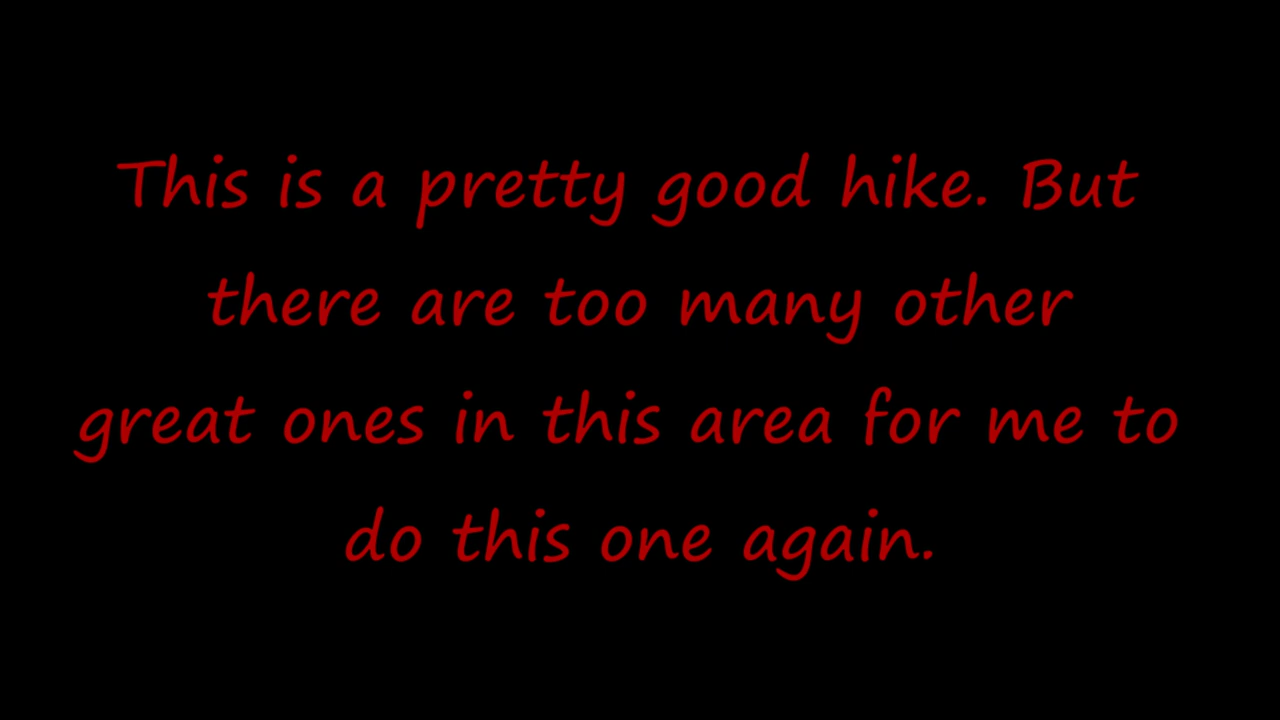 This is a pretty good hike. But
there are too many other
great ones in this area for me to
do this one again.